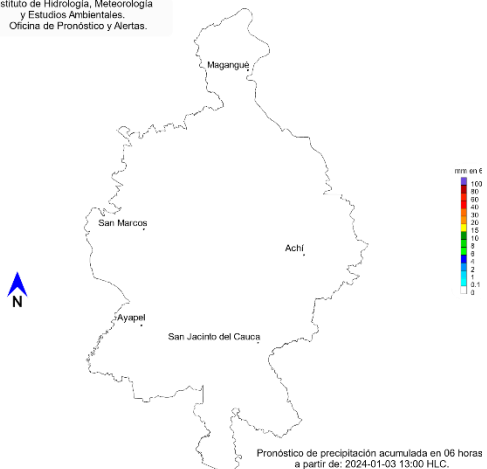 stituto de Hidrología, Meteorología
y Estudios Ambientales.
Oficina de Pronóstico y Alertas.
Magangué
San Marcos
Achí
Ayapel
San Jacinto del Cauca
N
mm en 6
100
80
60
40
30
20
15
10
8
6
4
2
1
0.1
0
Pronóstico de precipitación acumulada en 06 horas
a partir de: 2024-01-03 13:00 HLC.